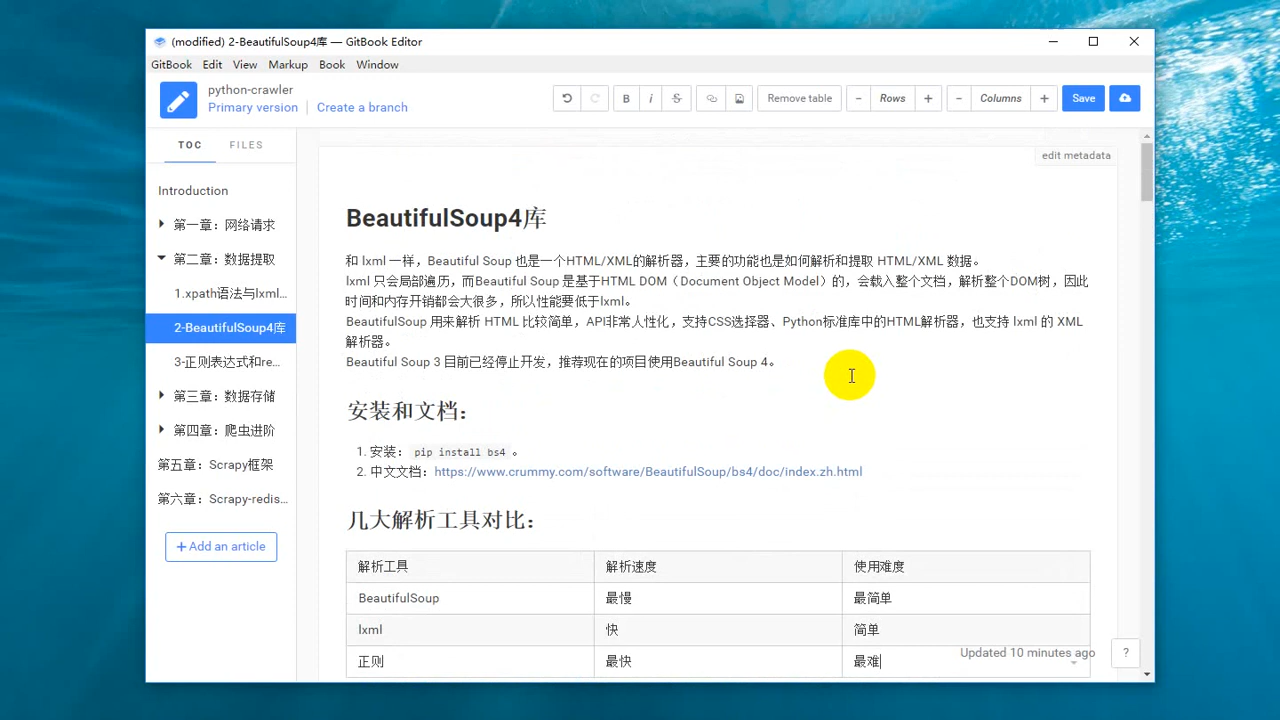 (modified) 2-BeautifulSoup4库 — GitBook Editor
GitBook Edit View Markup Book Window
python-crawler
Primary version Create a branch
B i S Remove table − Rows + − Columns + Save
TOC FILES
edit metadata
Introduction
第一章：网络请求
第二章：数据提取
1.xpath语法与lxml...
2-BeautifulSoup4库
3-正则表达式和re...
第三章：数据存储
第四章：爬虫进阶
第五章：Scrapy框架
第六章：Scrapy-redis...
+ Add an article
BeautifulSoup4库
和 lxml 一样，Beautiful Soup 也是一个HTML/XML的解析器，主要的功能也是如何解析和提取 HTML/XML 数据。
lxml 只会局部遍历，而Beautiful Soup 是基于HTML DOM（Document Object Model）的，会载入整个文档，解析整个DOM树，因此
时间和内存开销都会大很多，所以性能要低于lxml。
BeautifulSoup 用来解析 HTML 比较简单，API非常人性化，支持CSS选择器、Python标准库中的HTML解析器，也支持 lxml 的 XML
解析器。
Beautiful Soup 3 目前已经停止开发，推荐现在的项目使用Beautiful Soup 4。
安装和文档：
1. 安装： pip install bs4 。
2. 中文文档：https://www.crummy.com/software/BeautifulSoup/bs4/doc/index.zh.html
几大解析工具对比：
解析工具 解析速度 使用难度
BeautifulSoup 最慢 最简单
lxml 快 简单
正则 最快 最难
Updated 10 minutes ago ?